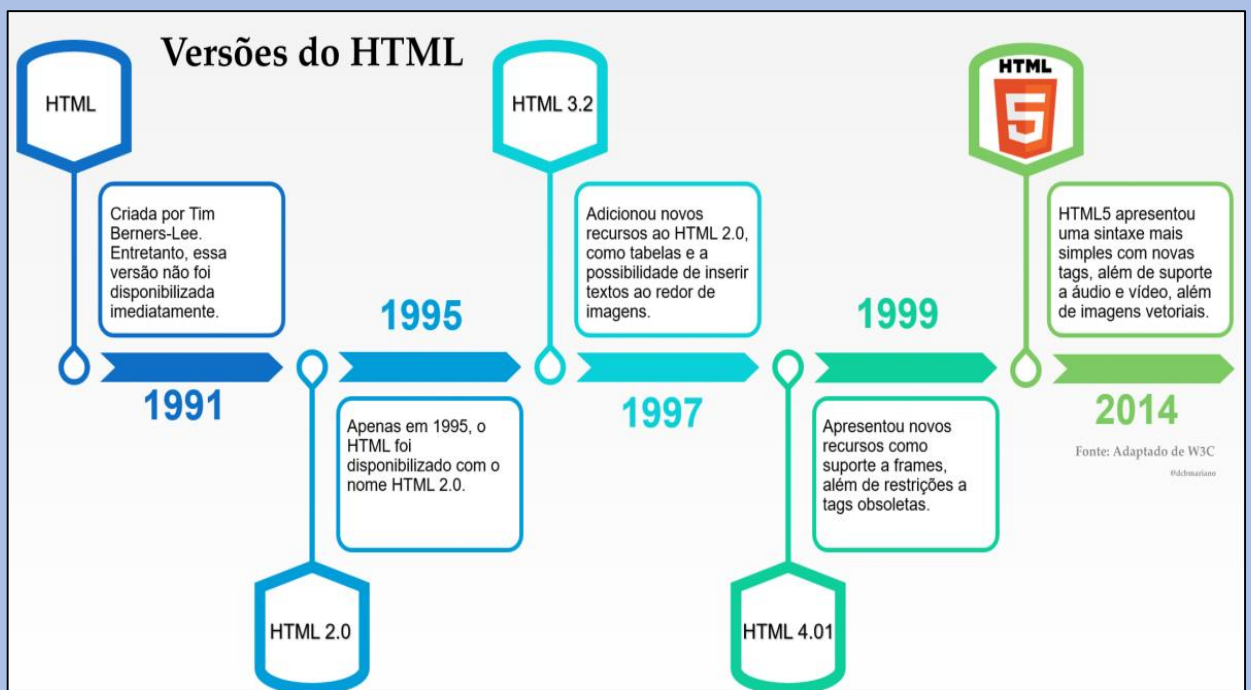 Versões do HTML
HTML
Criada por Tim
Berners-Lee.
Entretanto, essa
versão não foi
disponibilizada
imediatamente.
1991
1995
Apenas em 1995, o
HTML foi
disponibilizado com o
nome HTML 2.0.
HTML 2.0
HTML 3.2
Adicionou novos
recursos ao HTML 2.0,
como tabelas e a
possibilidade de inserir
textos ao redor de
imagens.
1997
1999
Apresentou novos
recursos como
suporte a frames,
além de restrições a
tags obsoletas.
HTML 4.01
HTML
5
HTML5 apresentou
uma sintaxe mais
simples com novas
tags, além de suporte
a áudio e vídeo, além
de imagens vetoriais.
2014
Fonte: Adaptado de W3C
@dcbmariano